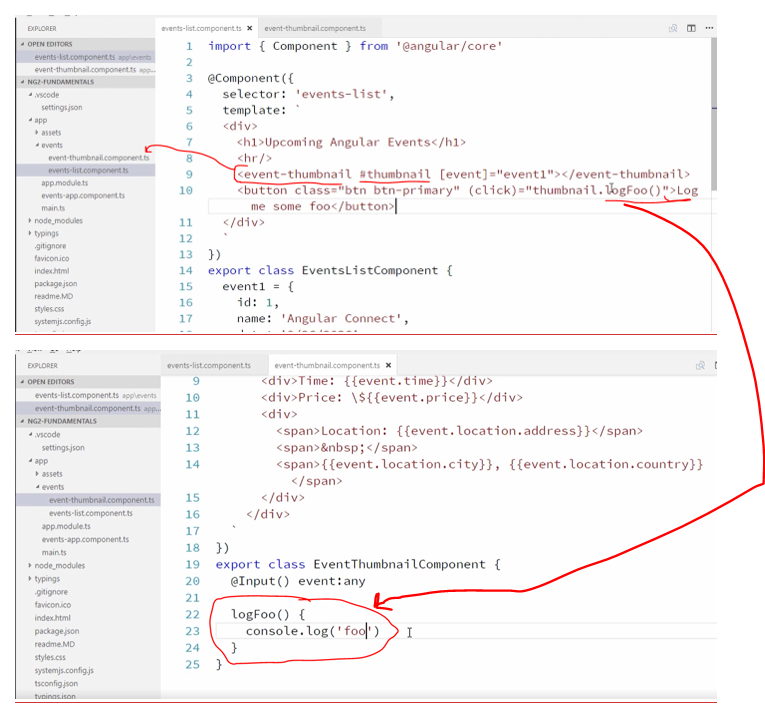 EXPLORER
OPEN EDITORS
events-list.component.ts app\events
event-thumbnail.component.ts app...
NG2-FUNDAMENTALS
.vscode
settings.json
app
assets
events
event-thumbnail.component.ts
events-list.component.ts
app.module.ts
events-app.component.ts
main.ts
node_modules
typings
.gitignore
favicon.ico
index.html
package.json
readme.MD
styles.css
systemjs.config.js
events-list.component.ts × event-thumbnail.component.ts
1 import { Component } from '@angular/core'
2
3 @Component({
4 selector: 'events-list',
5 template: `
6 <div>
7 <h1>Upcoming Angular Events</h1>
8 <hr/>
9 <event-thumbnail #thumbnail [event]="event1"></event-thumbnail>
10 <button class="btn btn-primary" (click)="thumbnail.logFoo()">Log
me some foo</button>
11 </div>
12 `
13 })
14 export class EventsListComponent {
15 event1 = {
16 id: 1,
17 name: 'Angular Connect',
EXPLORER
OPEN EDITORS
events-list.component.ts app\events
event-thumbnail.component.ts app...
NG2-FUNDAMENTALS
.vscode
settings.json
app
assets
events
event-thumbnail.component.ts
events-list.component.ts
app.module.ts
events-app.component.ts
main.ts
node_modules
typings
.gitignore
favicon.ico
index.html
package.json
readme.MD
styles.css
systemjs.config.js
tsconfig.json
typings.json
events-list.component.ts event-thumbnail.component.ts ×
9 <div>Time: {{event.time}}</div>
10 <div>Price: \${{event.price}}</div>
11 <div>
12 <span>Location: {{event.location.address}}</span>
13 <span>&nbsp;</span>
14 <span>{{event.location.city}}, {{event.location.country}}
</span>
15 </div>
16 </div>
17 `
18 })
19 export class EventThumbnailComponent {
20 @Input() event:any
21
22 logFoo() {
23 console.log('foo')
24 }
25 }